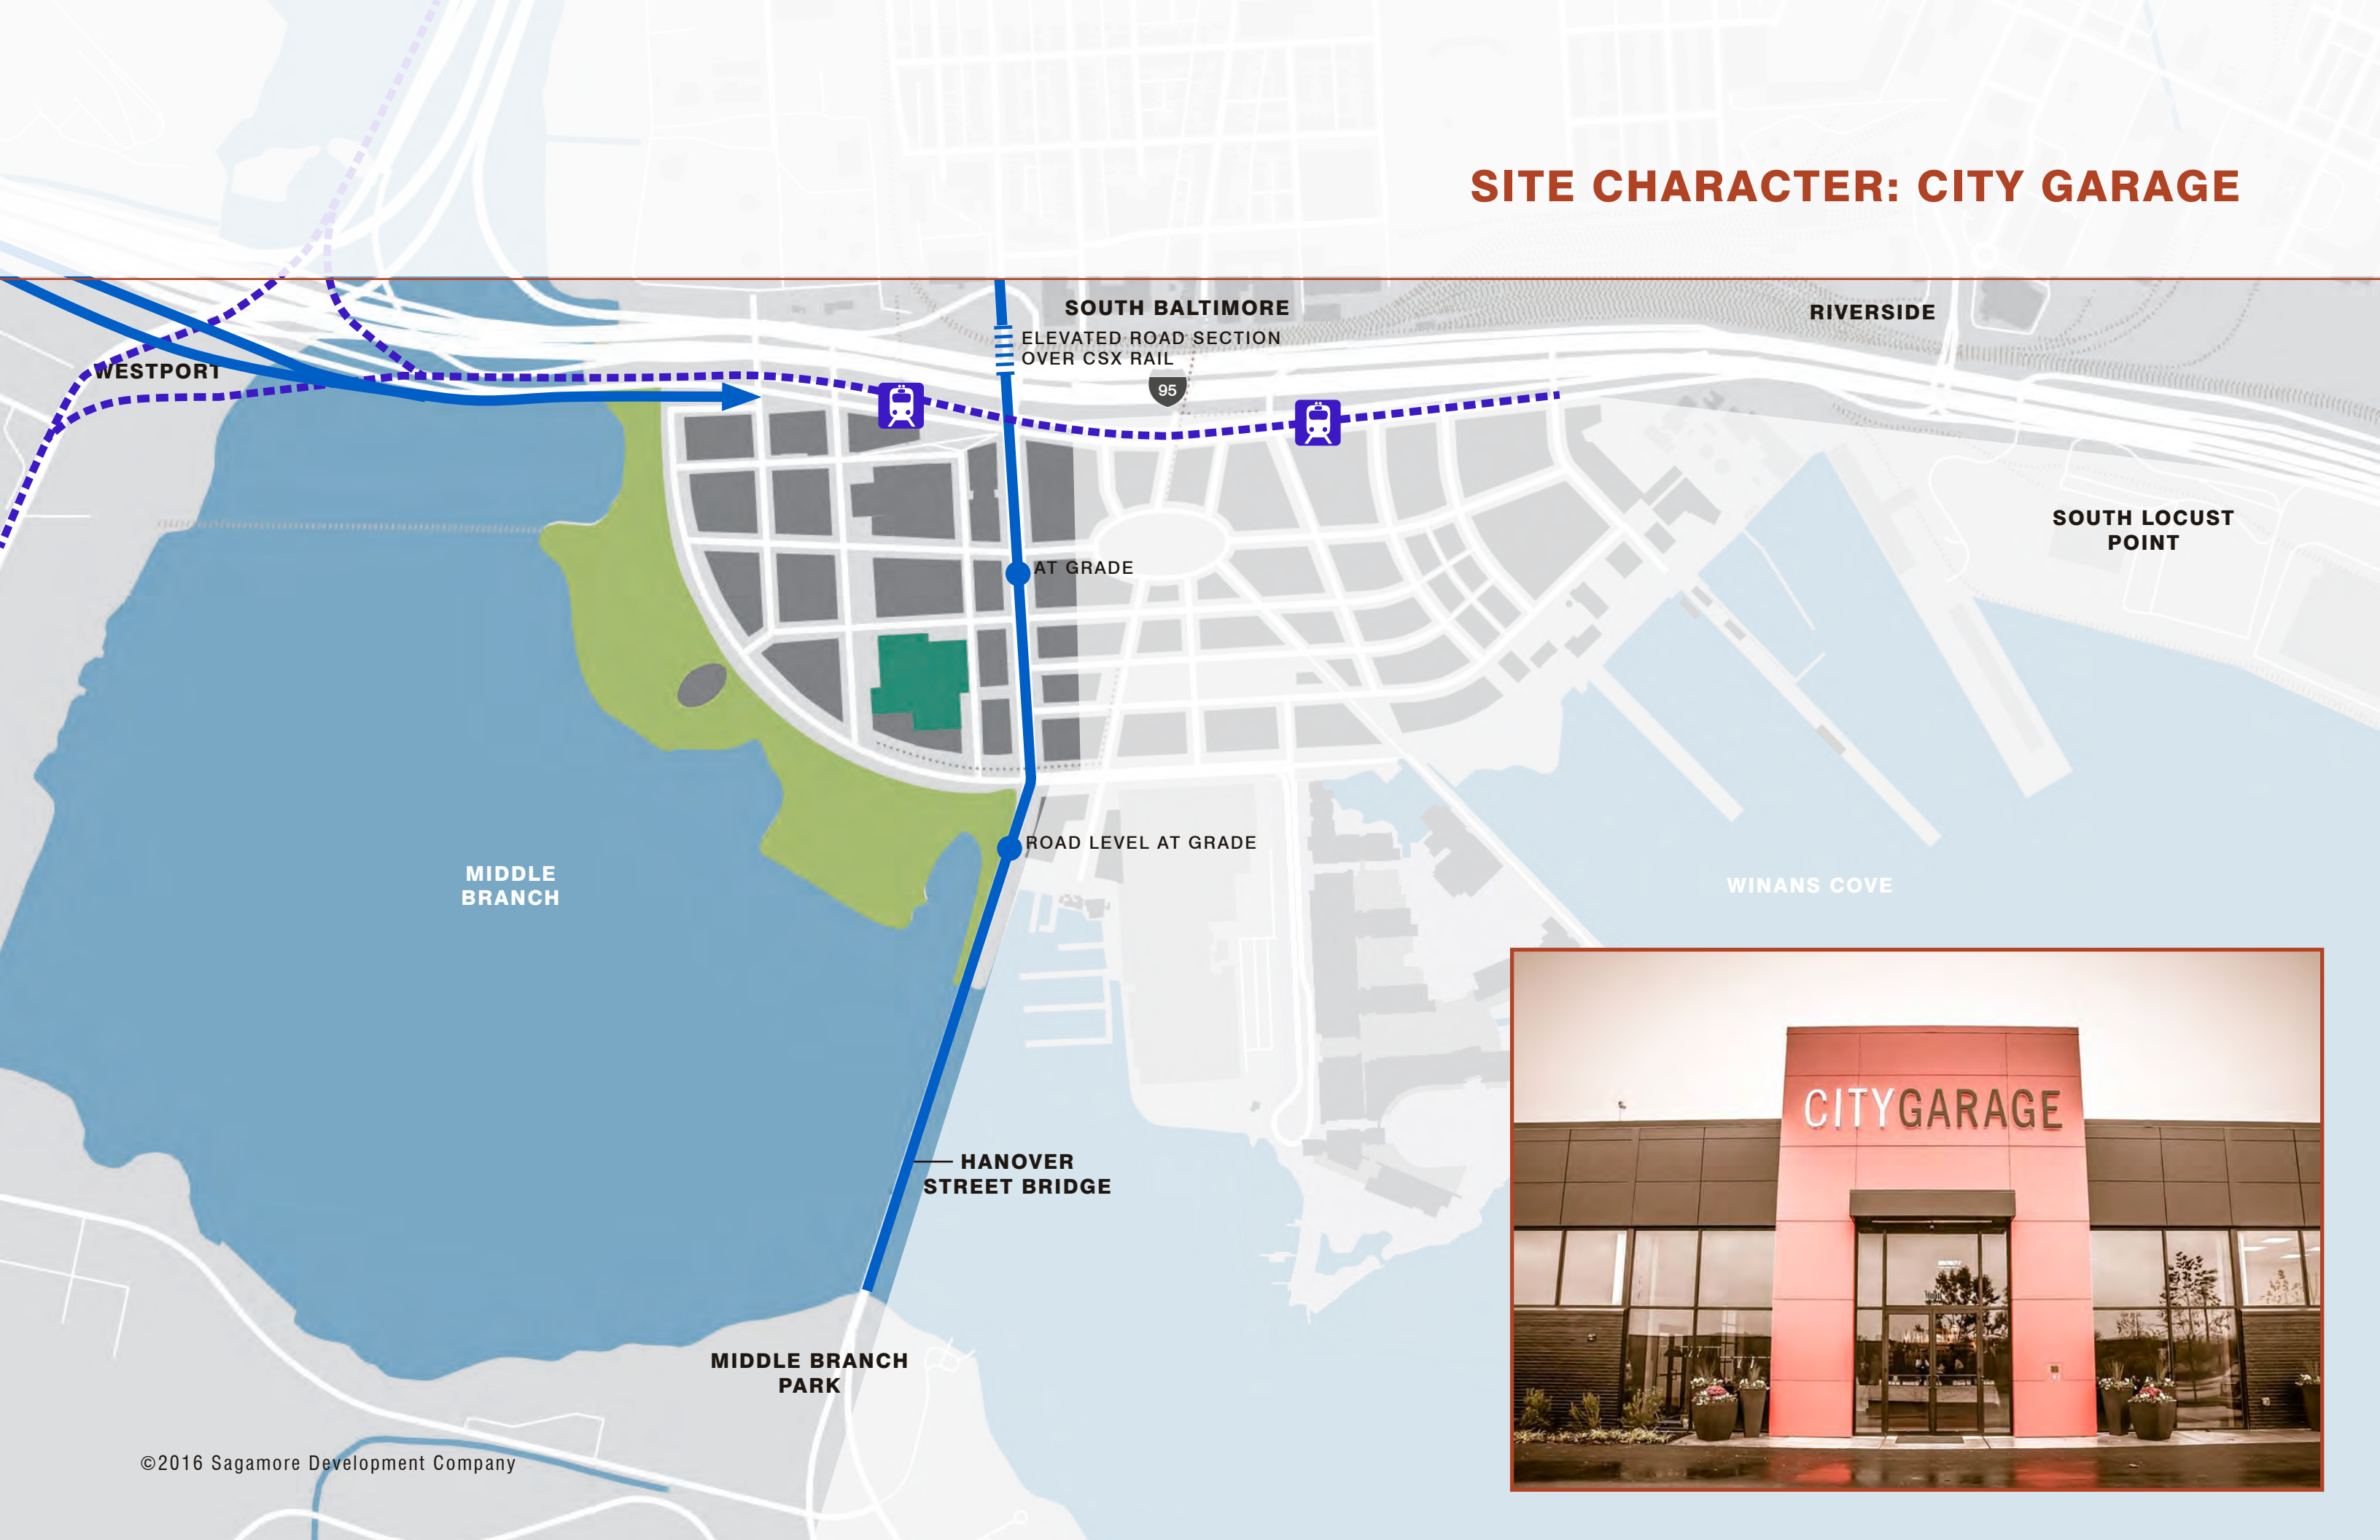 SITE CHARACTER: CITY GARAGE
SOUTH BALTIMORE
ELEVATED ROAD SECTION
OVER CSX RAIL
RIVERSIDE
WESTPORT
95
SOUTH LOCUST
POINT
AT GRADE
ROAD LEVEL AT GRADE
MIDDLE
BRANCH
WINANS COVE
CITYGARAGE
HANOVER
STREET BRIDGE
MIDDLE BRANCH
PARK
©2016 Sagamore Development Company